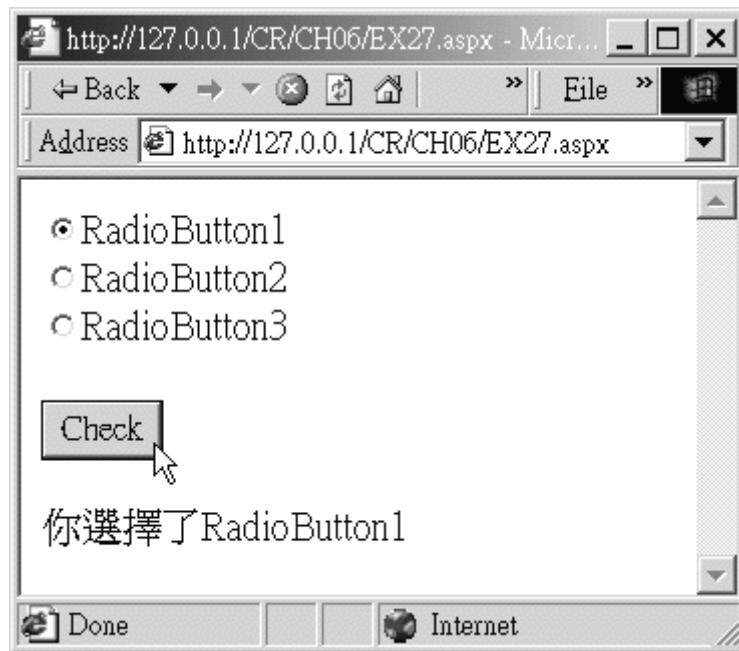 http://127.0.0.1/CR/CH06/EX27.aspx - Micr...
Back » File »
Address http://127.0.0.1/CR/CH06/EX27.aspx
RadioButton1
RadioButton2
RadioButton3
Check
你選擇了RadioButton1
Done Internet